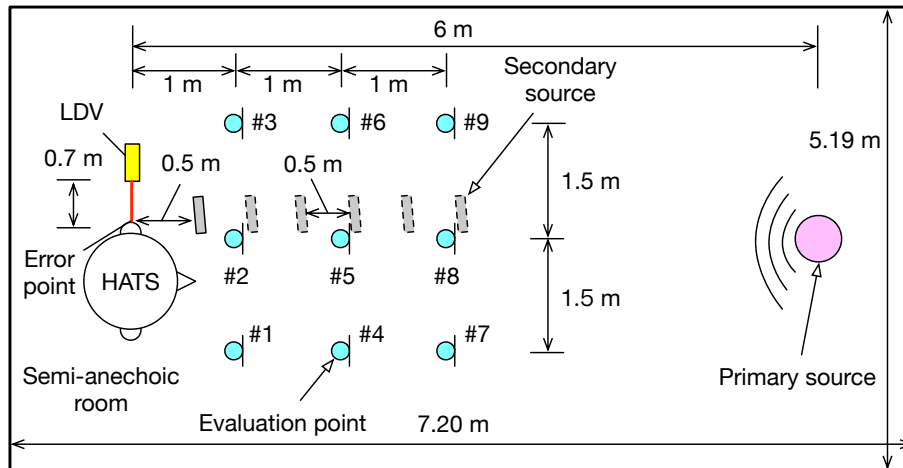 6 m
1 m
1 m
1 m
Secondary
source
LDV
#3
#6
#9
5.19 m
0.7 m
0.5 m
0.5 m
1.5 m
Error
point
HATS
#2
#5
#8
1.5 m
#1
#4
#7
Semi-anechoic
room
Primary source
Evaluation point
7.20 m